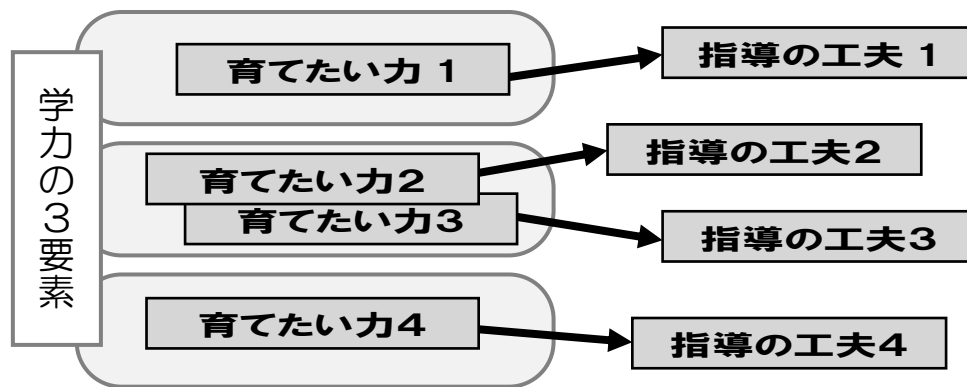 学力の3要素
育てたい力 1
指導の工夫 1
育てたい力2
指導の工夫2
育てたい力3
指導の工夫3
育てたい力4
指導の工夫4